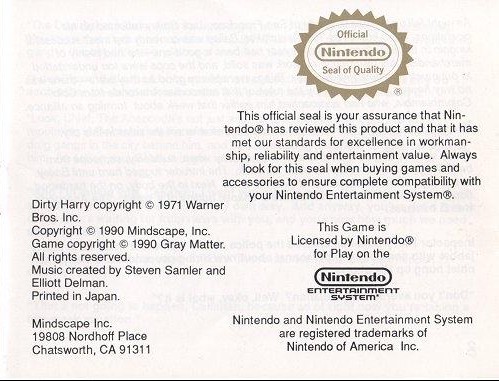 Official
Nintendo
Seal of Quality
®
This official seal is your assurance that Nin-
tendo® has reviewed this product and that it has
met our standards for excellence in workman-
ship, reliability and entertainment value. Always
look for this seal when buying games and
accessories to ensure complete compatibility with
your Nintendo Entertainment System®.
Dirty Harry copyright © 1971 Warner
Bros. Inc.
Copyright © 1990 Mindscape, Inc.
Game copyright © 1990 Gray Matter.
All rights reserved.
Music created by Steven Samler and
Elliott Delman.
Printed in Japan.
Mindscape Inc.
19808 Nordhoff Place
Chatsworth, CA 91311
This Game is
Licensed by Nintendo®
for Play on the
Nintendo
ENTERTAINMENT
SYSTEM®
Nintendo and Nintendo Entertainment System
are registered trademarks of
Nintendo of America Inc.